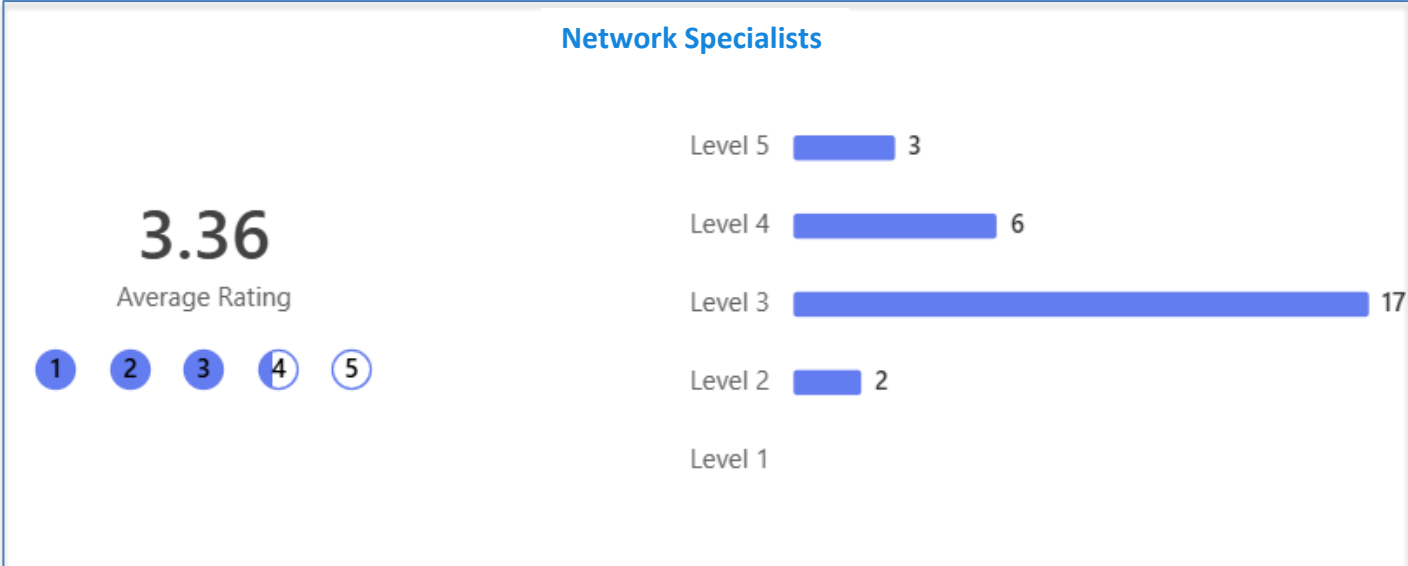 Network Specialists
3.36
Average Rating
1 2 3 4 5
Level 5 3
Level 4 6
Level 3 17
Level 2 2
Level 1